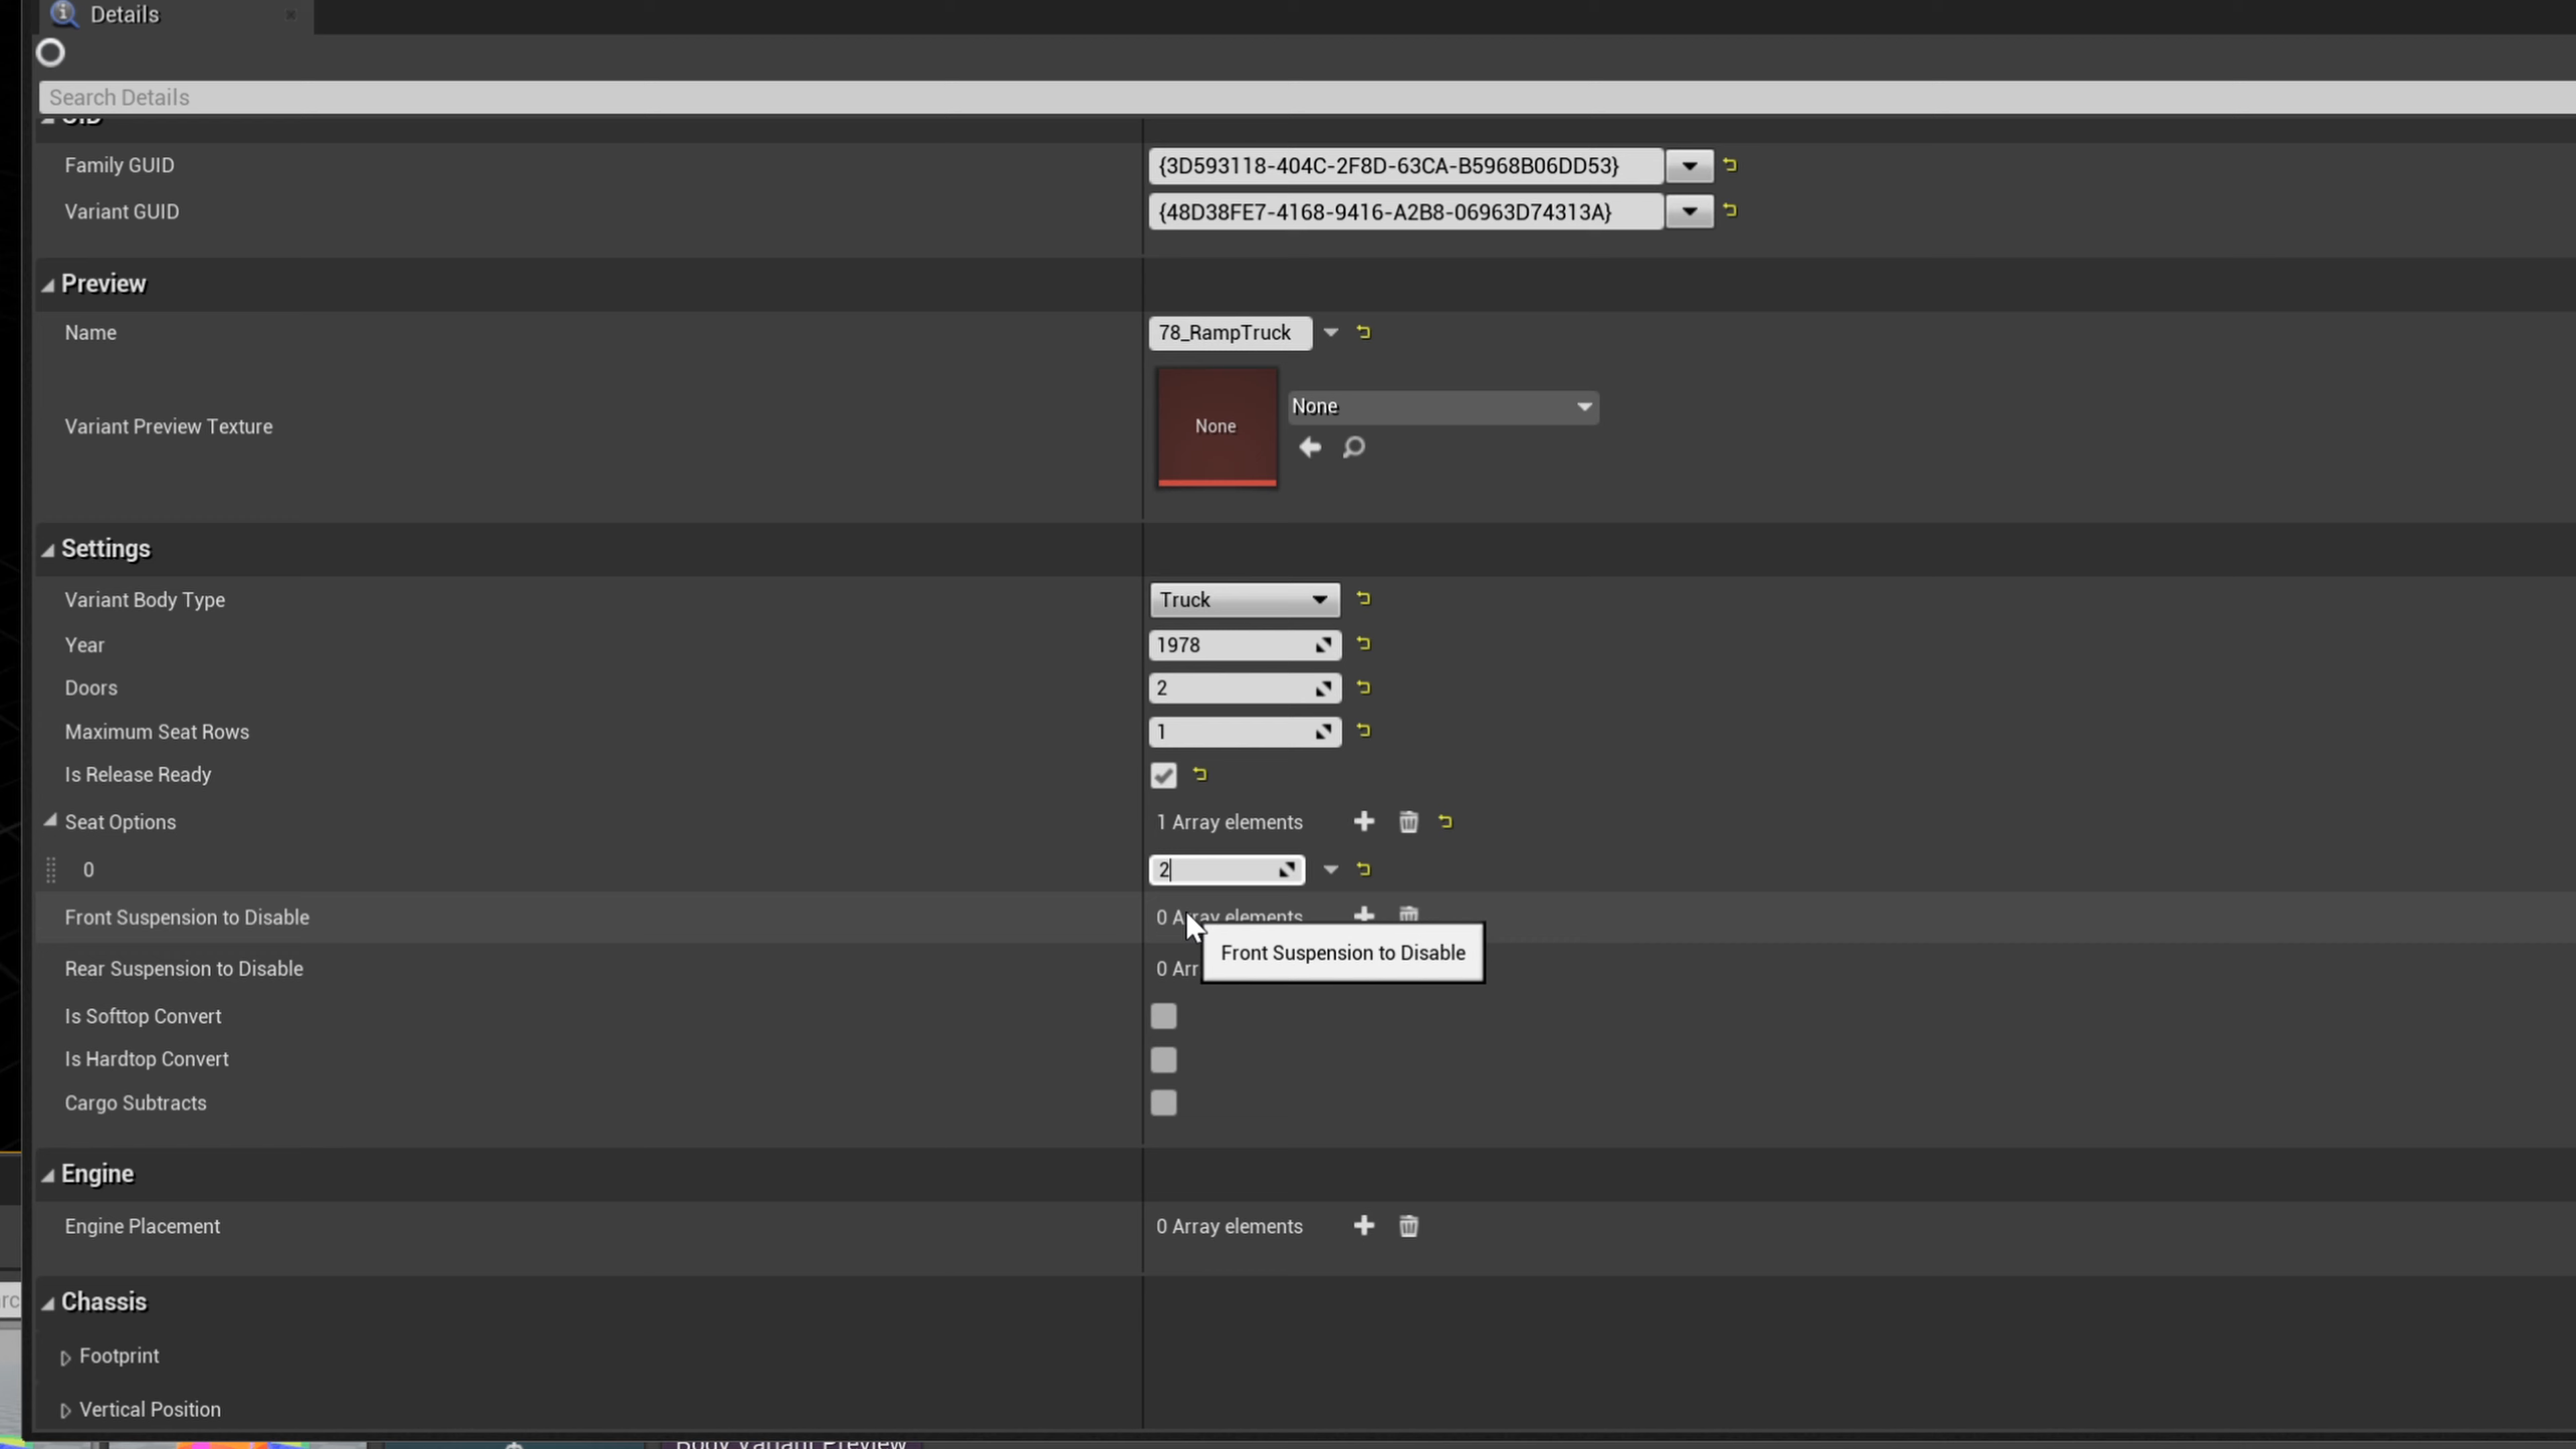 Details
Search Details
Family GUID {3D593118-404C-2F8D-63CA-B5968B06DD53}
Variant GUID {48D38FE7-4168-9416-A2B8-06963D74313A}
Preview
Name 78_RampTruck
Variant Preview Texture None None
Settings
Variant Body Type Truck
Year 1978
Doors 2
Maximum Seat Rows 1
Is Release Ready
Seat Options 1 Array elements
0 2
Front Suspension to Disable 0 Array elements
Front Suspension to Disable
Rear Suspension to Disable 0 Arr
Is Softtop Convert
Is Hardtop Convert
Cargo Subtracts
Engine
Engine Placement 0 Array elements
Chassis
Footprint
Vertical Position
Body Variant Preview